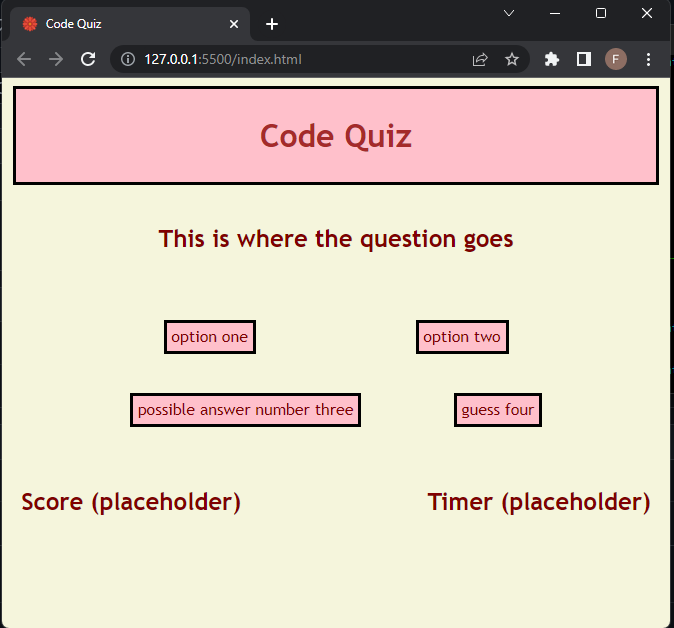 Code Quiz
127.0.0.1:5500/index.html
F
Code Quiz
This is where the question goes
option one
option two
possible answer number three
guess four
Score (placeholder)
Timer (placeholder)